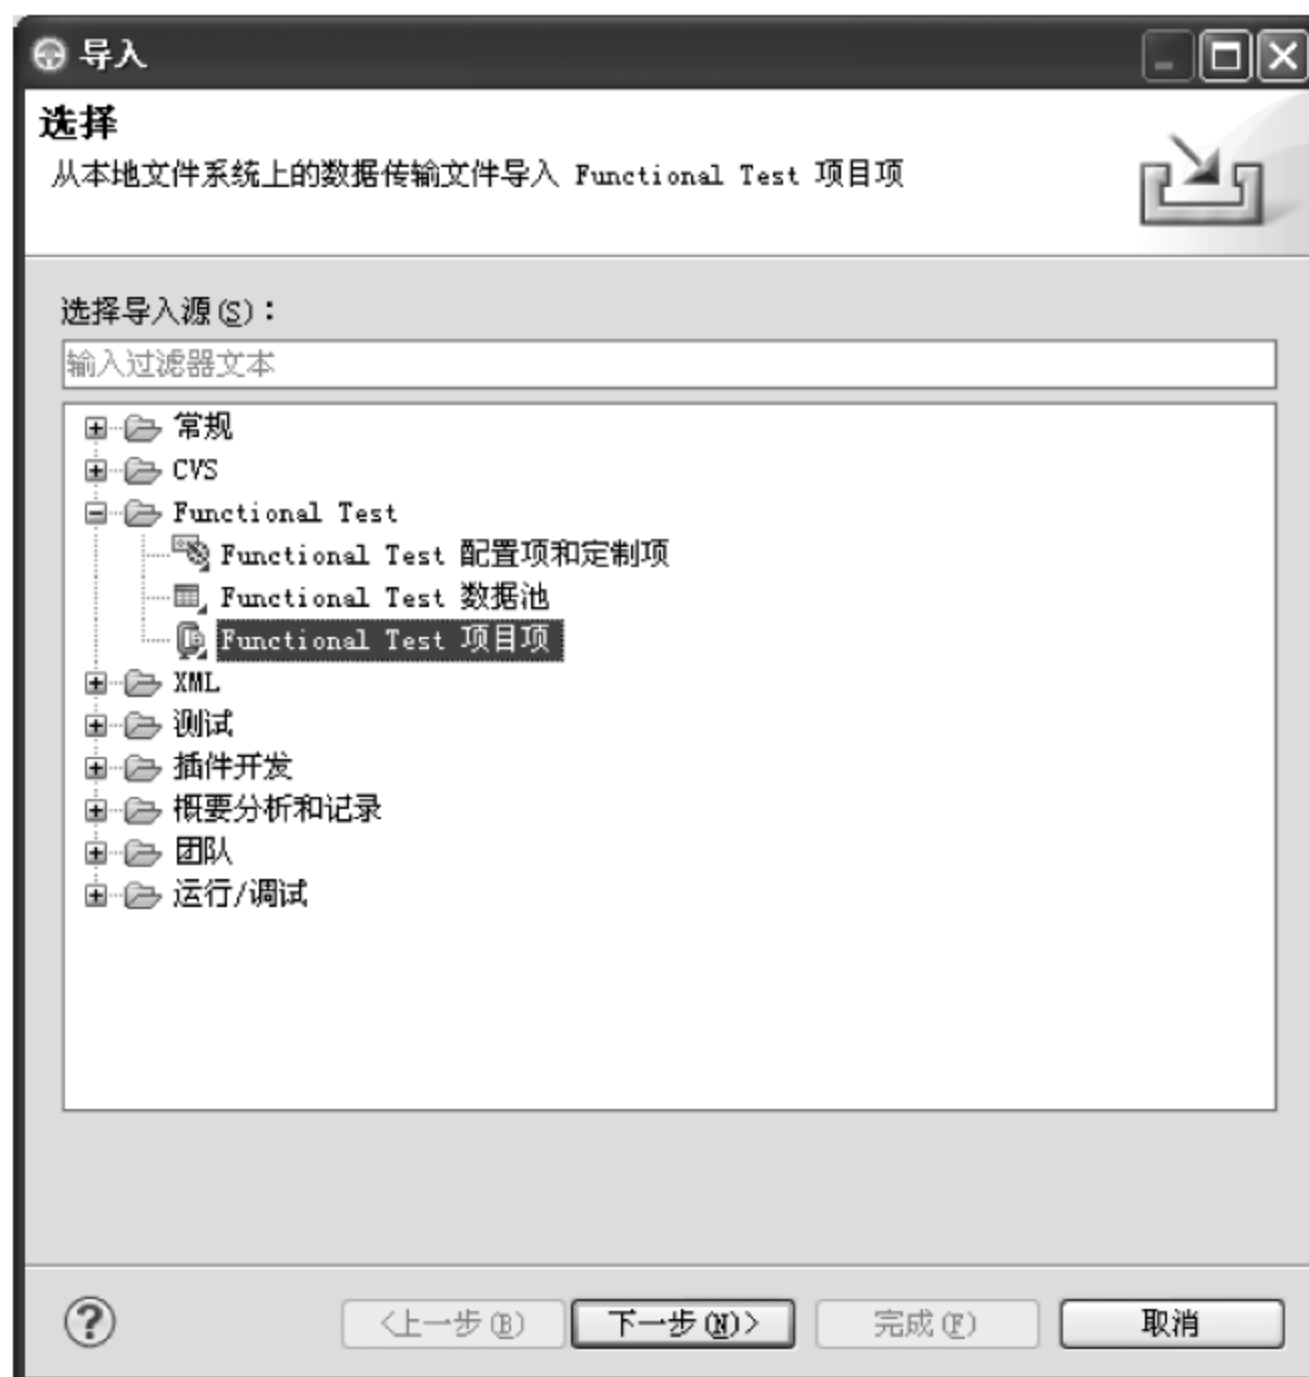 导入
选择
从本地文件系统上的数据传输文件导入 Functional Test 项目项
选择导入源(S)：
输入过滤器文本
常规
CVS
Functional Test
Functional Test 配置项和定制项
Functional Test 数据池
Functional Test 项目项
XML
测试
插件开发
概要分析和记录
团队
运行/调试
?
<上一步(B) 下一步(N)> 完成(F) 取消